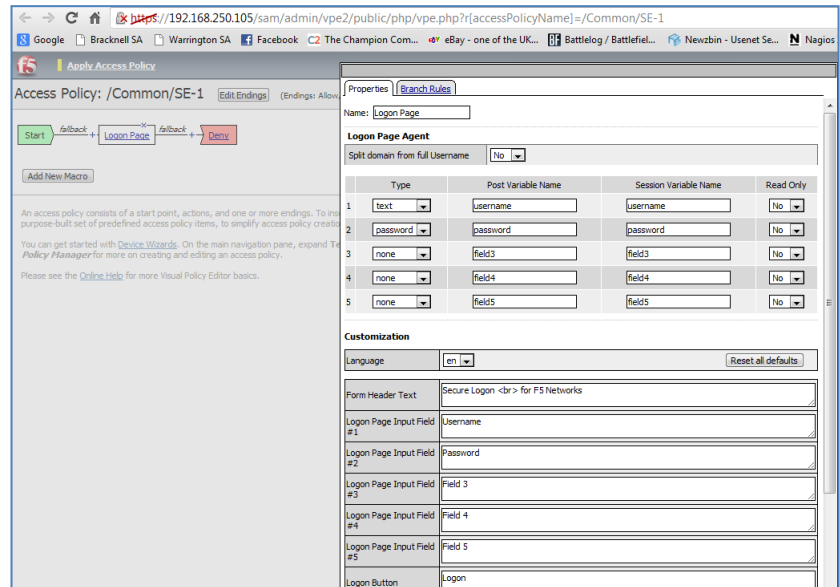 https://192.168.250.105/sam/admin/vpe2/public/php/vpe.php?r[accessPolicyName]=/Common/SE-1
Google Bracknell SA Warrington SA Facebook C2 The Champion Com... eBay - one of the UK... Battlelog / Battlefiel... Newzbin - Usenet Se... N Nagios
f5 Apply Access Policy
Access Policy: /Common/SE-1 Edit Endings (Endings: Allow,
Start fallback + Logon Page × fallback + Deny
Add New Macro
An access policy consists of a start point, actions, and one or more endings. To ins
purpose-built set of predefined access policy items, to simplify access policy creatio
You can get started with Device Wizards. On the main navigation pane, expand Te
Policy Manager for more on creating and editing an access policy.
Please see the Online Help for more Visual Policy Editor basics.
Properties Branch Rules
Name: Logon Page
Logon Page Agent
Split domain from full Username No
Type Post Variable Name Session Variable Name Read Only
1 text username username No
2 password password password No
3 none field3 field3 No
4 none field4 field4 No
5 none field5 field5 No
Customization
Language en Reset all defaults
Form Header Text Secure Logon <br> for F5 Networks
Logon Page Input Field #1 Username
Logon Page Input Field #2 Password
Logon Page Input Field #3 Field 3
Logon Page Input Field #4 Field 4
Logon Page Input Field #5 Field 5
Logon Button Logon